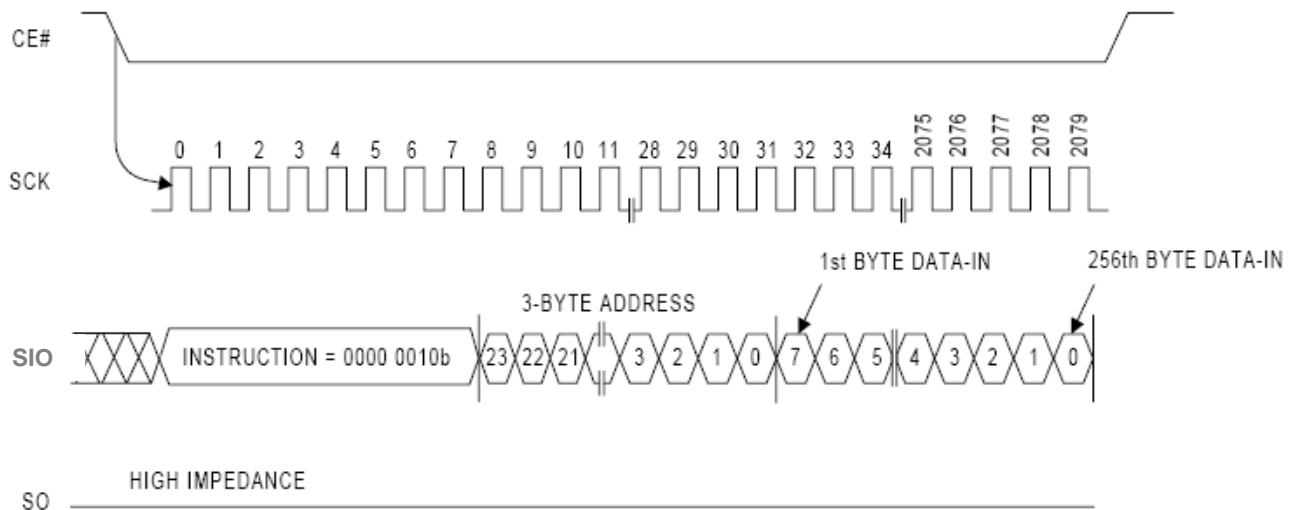 CE#
0 1 2 3 4 5 6 7 8 9 10 11 28 29 30 31 32 33 34 2075 2076 2077 2078 2079
SCK
1st BYTE DATA-IN 256th BYTE DATA-IN
3-BYTE ADDRESS
SIO INSTRUCTION = 0000 0010b 23 22 21 3 2 1 0 7 6 5 4 3 2 1 0
HIGH IMPEDANCE
SO